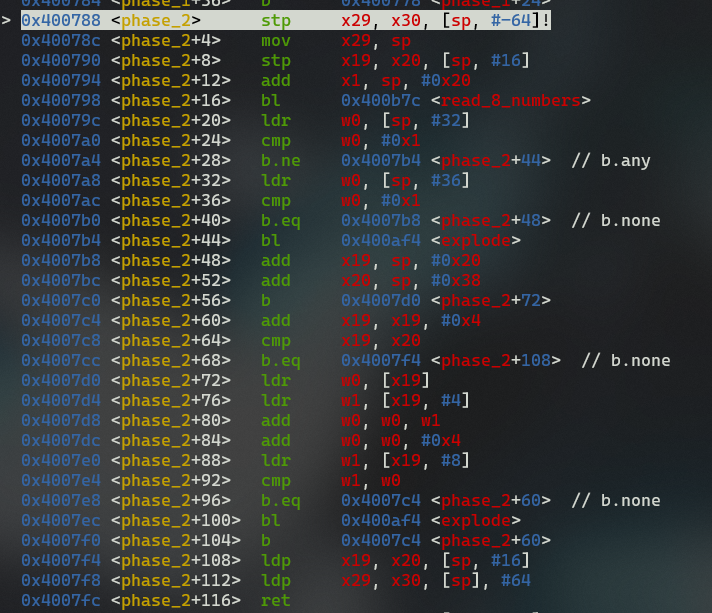 > 0x400788 <phase_2> stp x29, x30, [sp, #-64]!
0x40078c <phase_2+4> mov x29, sp
0x400790 <phase_2+8> stp x19, x20, [sp, #16]
0x400794 <phase_2+12> add x1, sp, #0x20
0x400798 <phase_2+16> bl 0x400b7c <read_8_numbers>
0x40079c <phase_2+20> ldr w0, [sp, #32]
0x4007a0 <phase_2+24> cmp w0, #0x1
0x4007a4 <phase_2+28> b.ne 0x4007b4 <phase_2+44> // b.any
0x4007a8 <phase_2+32> ldr w0, [sp, #36]
0x4007ac <phase_2+36> cmp w0, #0x1
0x4007b0 <phase_2+40> b.eq 0x4007b8 <phase_2+48> // b.none
0x4007b4 <phase_2+44> bl 0x400af4 <explode>
0x4007b8 <phase_2+48> add x19, sp, #0x20
0x4007bc <phase_2+52> add x20, sp, #0x38
0x4007c0 <phase_2+56> b 0x4007d0 <phase_2+72>
0x4007c4 <phase_2+60> add x19, x19, #0x4
0x4007c8 <phase_2+64> cmp x19, x20
0x4007cc <phase_2+68> b.eq 0x4007f4 <phase_2+108> // b.none
0x4007d0 <phase_2+72> ldr w0, [x19]
0x4007d4 <phase_2+76> ldr w1, [x19, #4]
0x4007d8 <phase_2+80> add w0, w0, w1
0x4007dc <phase_2+84> add w0, w0, #0x4
0x4007e0 <phase_2+88> ldr w1, [x19, #8]
0x4007e4 <phase_2+92> cmp w1, w0
0x4007e8 <phase_2+96> b.eq 0x4007c4 <phase_2+60> // b.none
0x4007ec <phase_2+100> bl 0x400af4 <explode>
0x4007f0 <phase_2+104> b 0x4007c4 <phase_2+60>
0x4007f4 <phase_2+108> ldp x19, x20, [sp, #16]
0x4007f8 <phase_2+112> ldp x29, x30, [sp], #64
0x4007fc <phase_2+116> ret